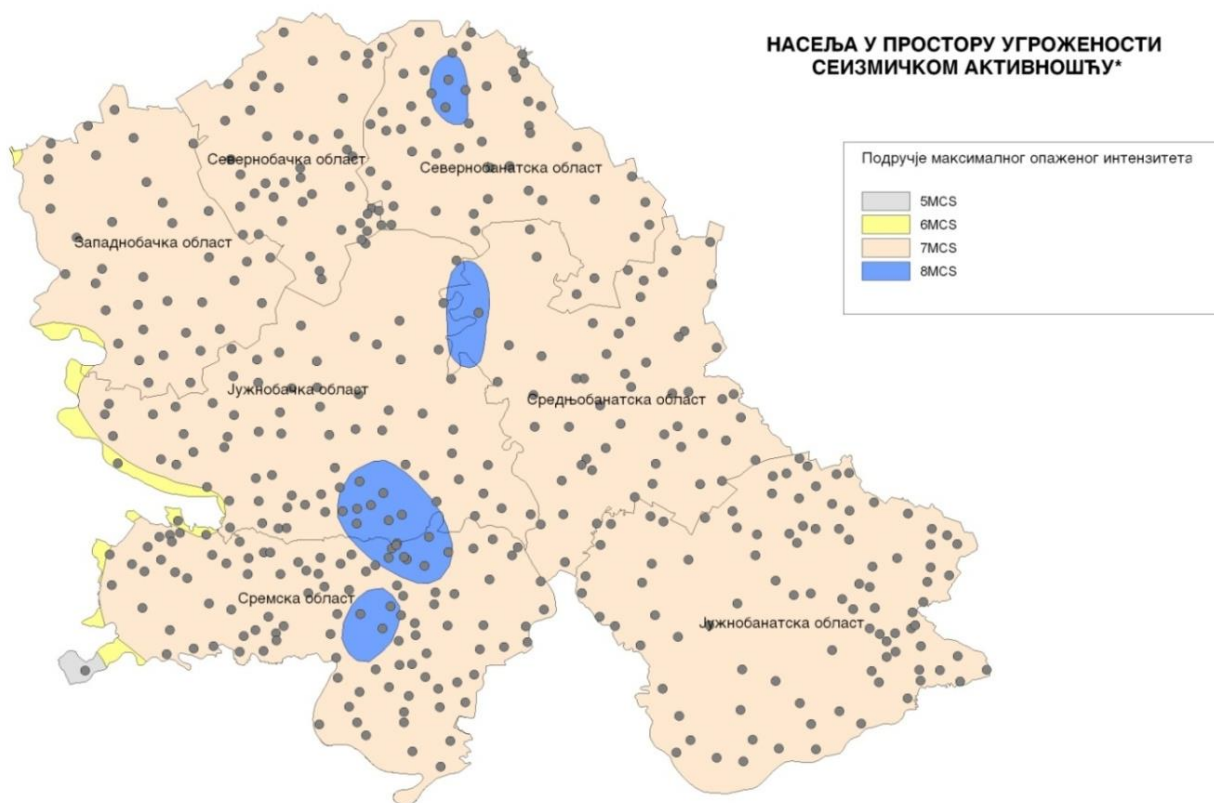 НАСЕЉА У ПРОСТОРУ УГРОЖЕНОСТИ
СЕИЗМИЧКОМ АКТИВНОШЋУ*
Подручје максималног опаженог интензитета
5MCS
6MCS
7MCS
8MCS
Севернобачка област
Севернобанатска област
Западнобачка област
Јужнобачка област
Средњобанатска област
Сремска област
Јужнобанатска област